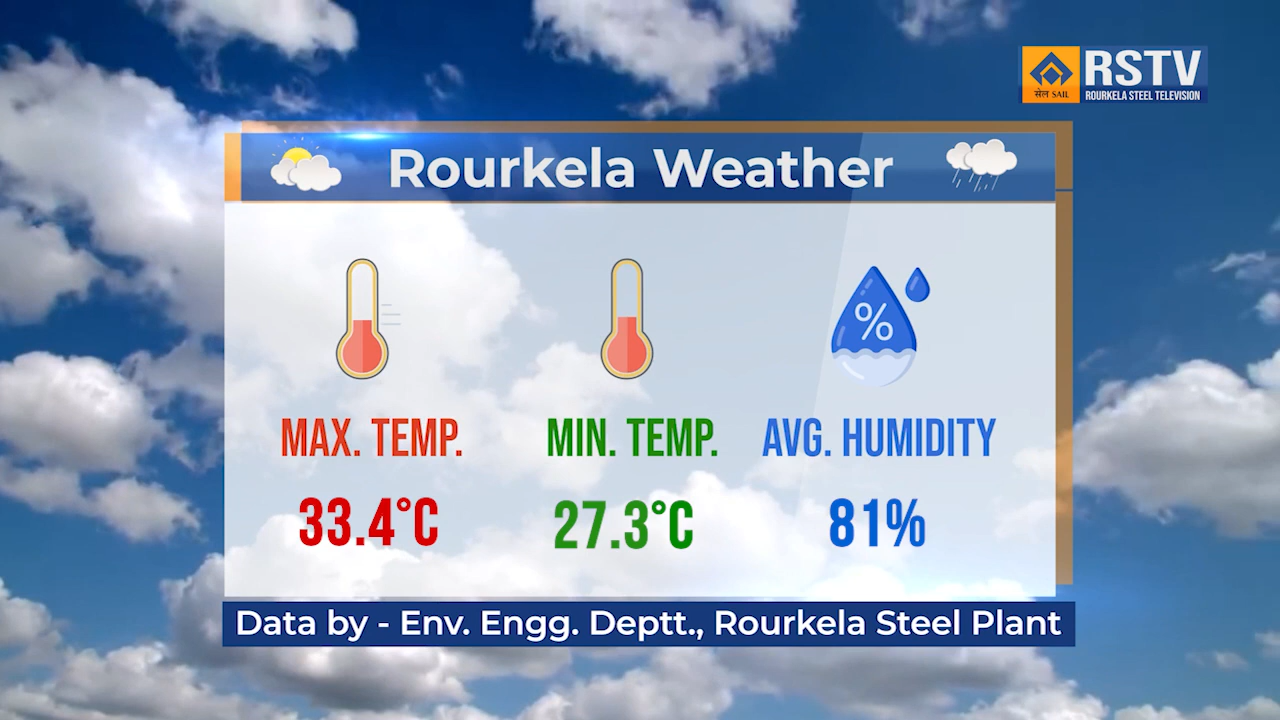 RSTV
सेल SAIL
ROURKELA STEEL TELEVISION
Rourkela Weather
%
MAX. TEMP.
MIN. TEMP.
AVG. HUMIDITY
33.4°C
27.3°C
81%
Data by - Env. Engg. Deptt., Rourkela Steel Plant